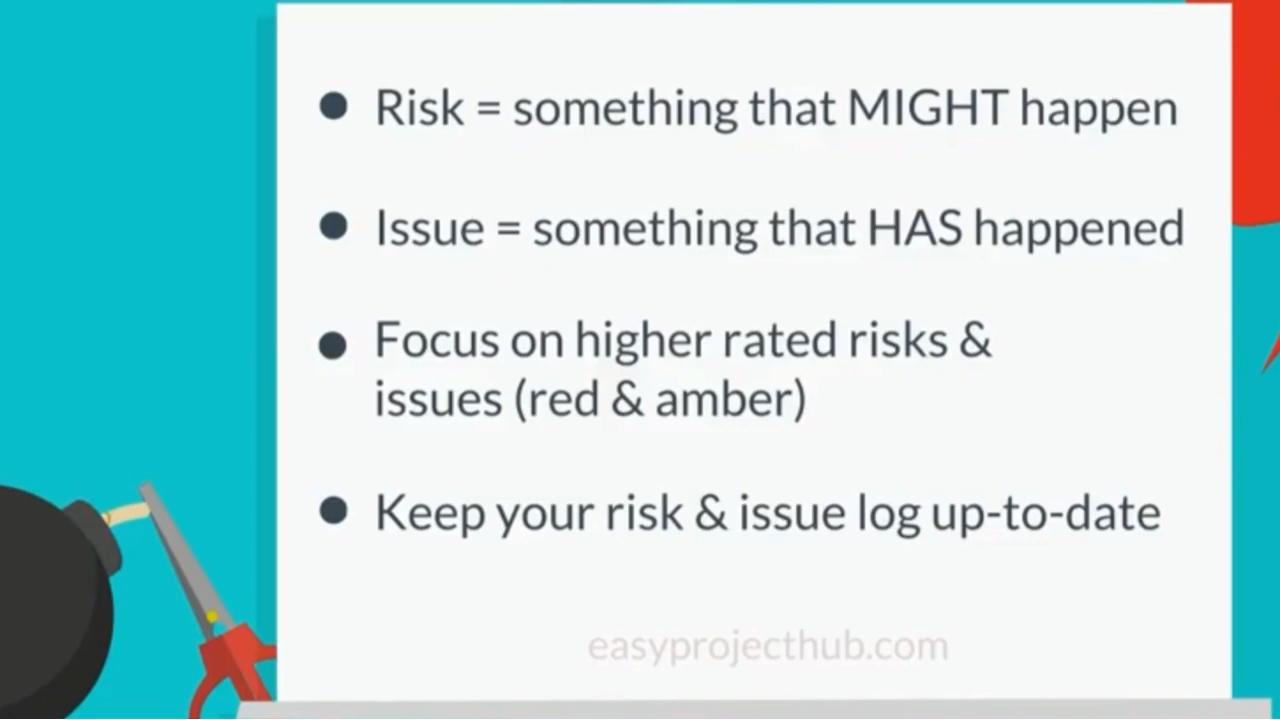 Risk = something that MIGHT happen
Issue = something that HAS happened
Focus on higher rated risks &
issues (red & amber)
Keep your risk & issue log up-to-date
easyprojecthub.com